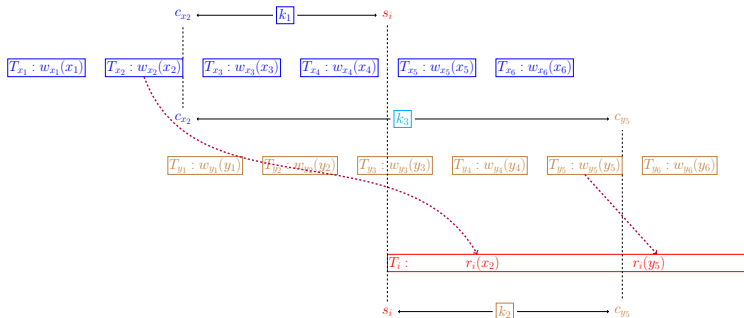 c_{x_2} k_1 s_i
T_{x_1} : w_{x_1}(x_1) T_{x_2} : w_{x_2}(x_2) T_{x_3} : w_{x_3}(x_3) T_{x_4} : w_{x_4}(x_4) T_{x_5} : w_{x_5}(x_5) T_{x_6} : w_{x_6}(x_6)
c_{x_2} k_3 c_{y_5}
T_{y_1} : w_{y_1}(y_1) T_{y_2} : w_{y_2}(y_2) T_{y_3} : w_{y_3}(y_3) T_{y_4} : w_{y_4}(y_4) T_{y_5} : w_{y_5}(y_5) T_{y_6} : w_{y_6}(y_6)
T_i : r_i(x_2) r_i(y_5)
s_i k_2 c_{y_5}